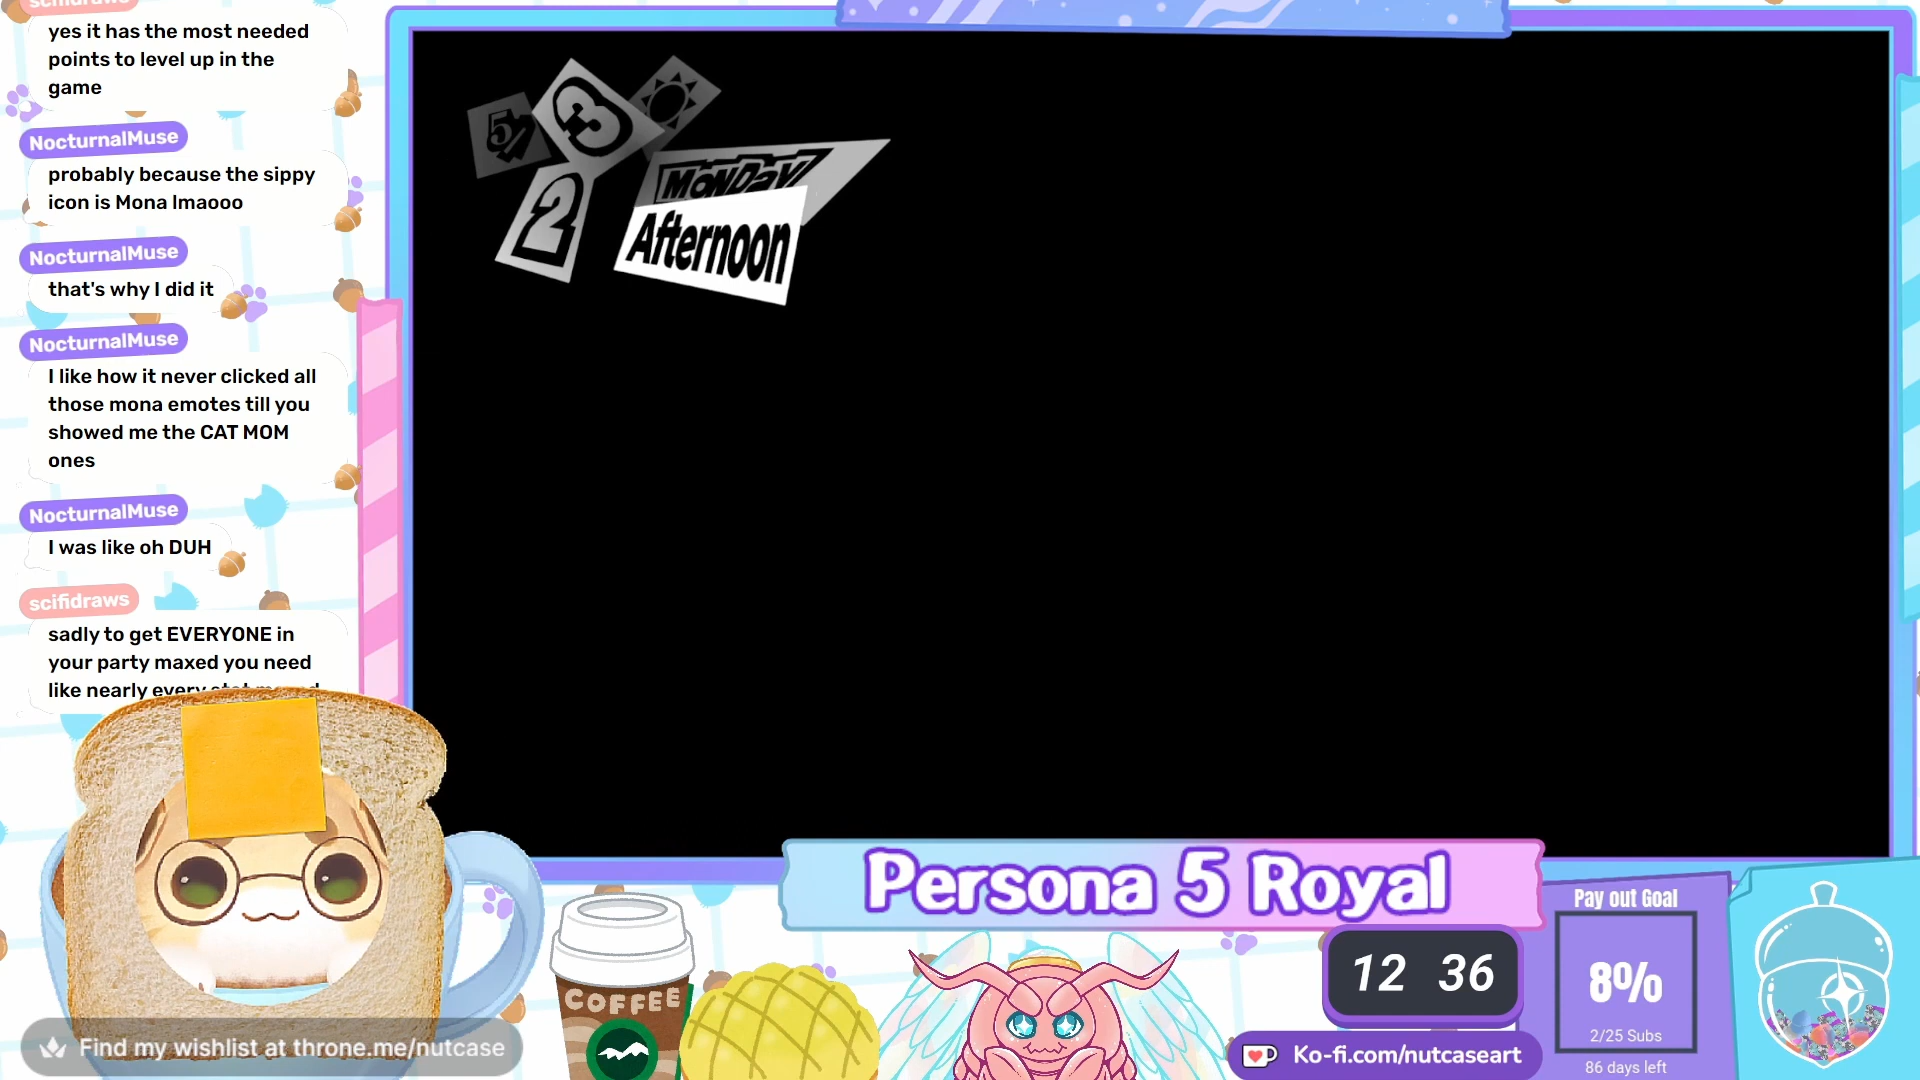 scifidraws
yes it has the most needed
points to level up in the
game
NocturnalMuse
probably because the sippy
icon is Mona lmaooo
NocturnalMuse
that's why I did it
NocturnalMuse
I like how it never clicked all
those mona emotes till you
showed me the CAT MOM
ones
NocturnalMuse
I was like oh DUH
scifidraws
sadly to get EVERYONE in
your party maxed you need
like nearly every
5/
3
2
MONDAY
Afternoon
Persona 5 Royal
12 36
Pay out Goal
8%
2/25 Subs
86 days left
COFFEE
Find my wishlist at throne.me/nutcase
Ko-fi.com/nutcaseart